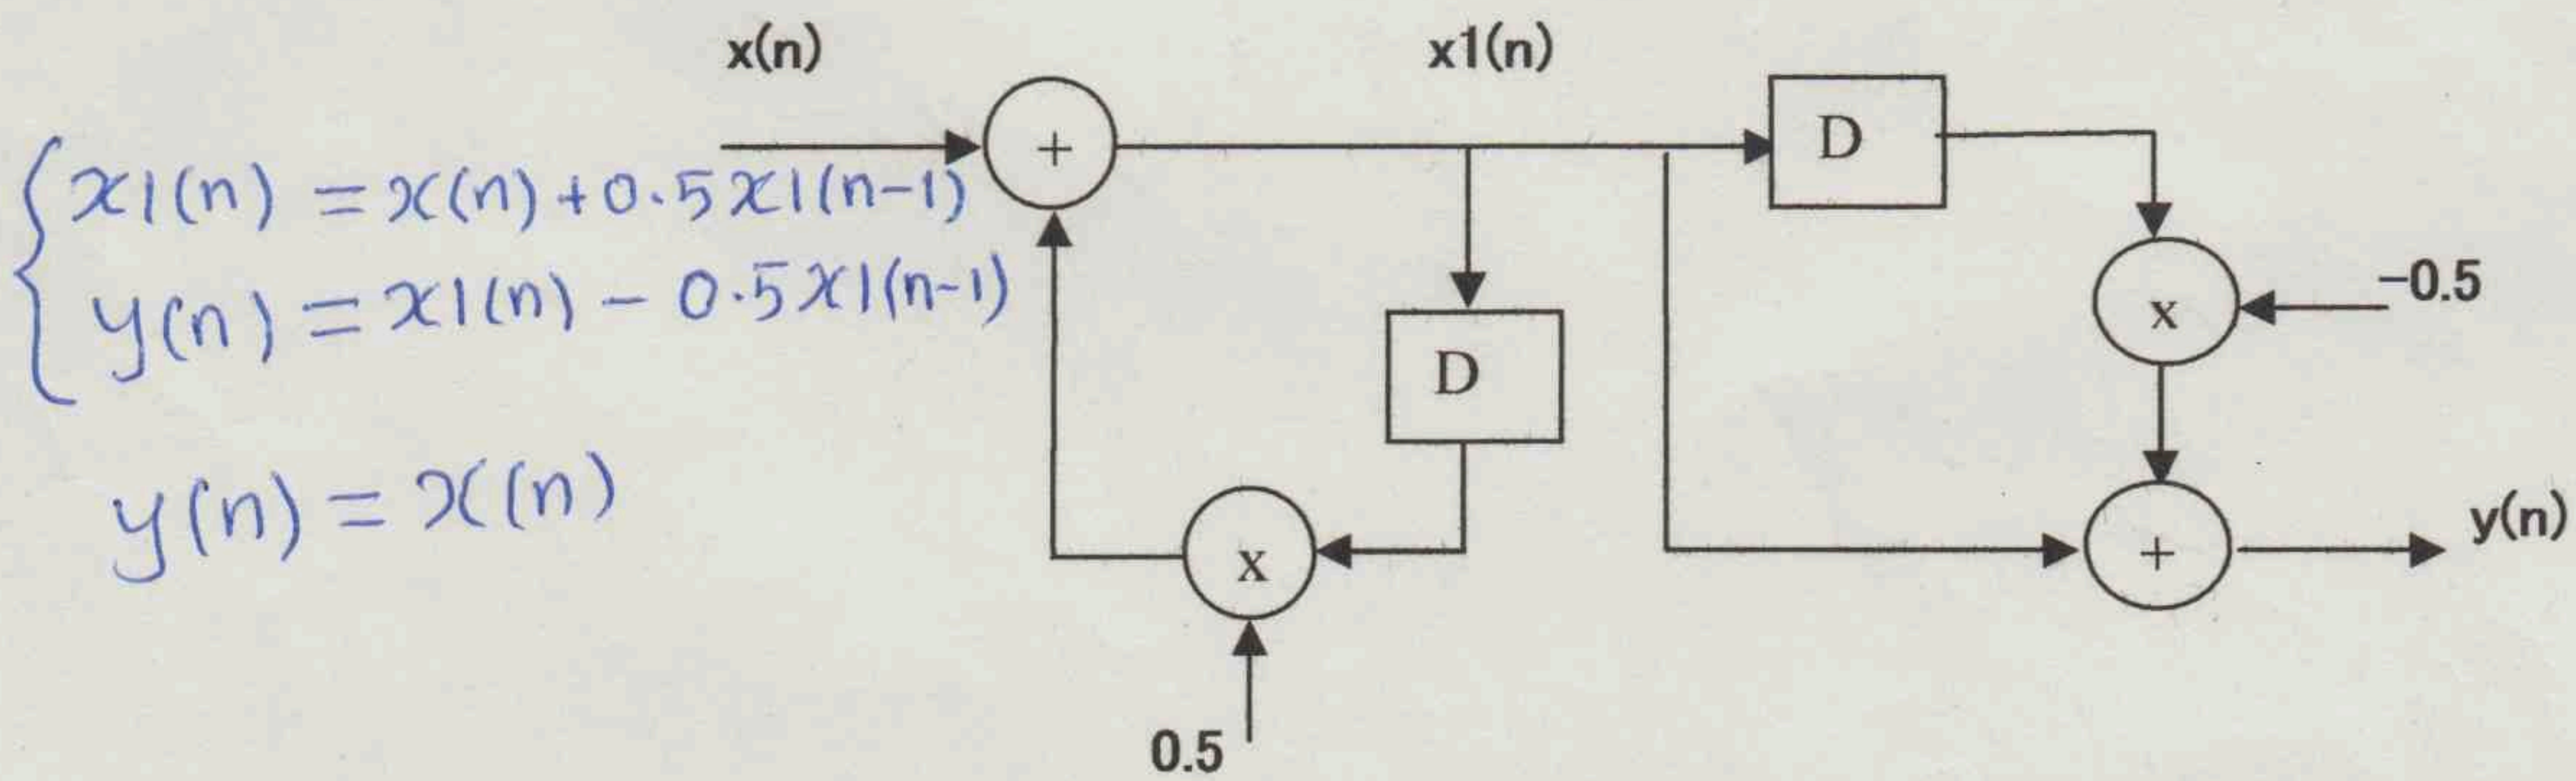 x(n)
x1(n)
+
D
x1(n) = x(n) + 0.5 x1(n-1)
y(n) = x1(n) - 0.5 x1(n-1)
-0.5
x
D
y(n) = x(n)
x
+
y(n)
0.5